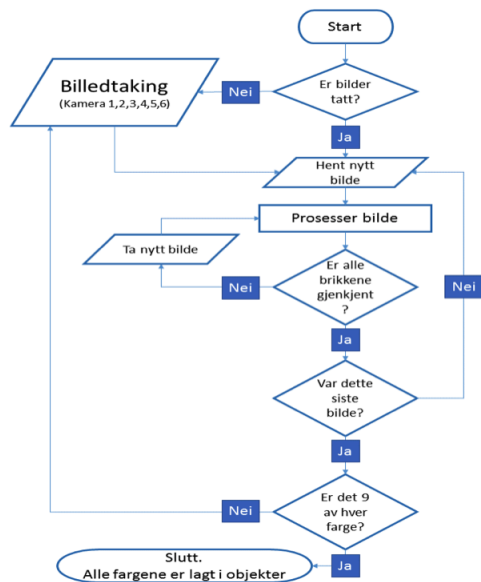 Start
Er bilder
tatt?
Nei
Billedtaking
(Kamera 1,2,3,4,5,6)
Ja
Hent nytt
bilde
Prosesser bilde
Ta nytt bilde
Er alle
brikkene
gjenkjent
?
Nei
Nei
Ja
Var dette
siste
bilde?
Ja
Er det 9
av hver
farge?
Nei
Ja
Slutt.
Alle fargene er lagt i objekter